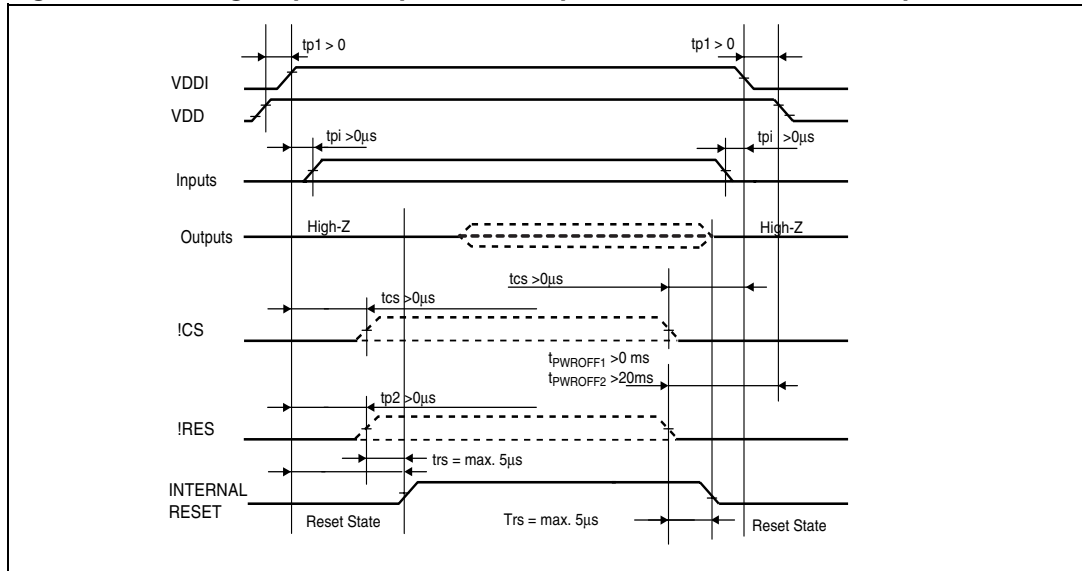 tp1 > 0
tp1 > 0
VDDI
VDD
tpi >0µs
tpi >0µs
Inputs
Outputs
High-Z
High-Z
tcs >0µs
tcs >0µs
!CS
tPWROFF1 >0 ms
tPWROFF2 >20ms
tp2 >0µs
!RES
trs = max. 5µs
INTERNAL
RESET
Reset State
Trs = max. 5µs
Reset State